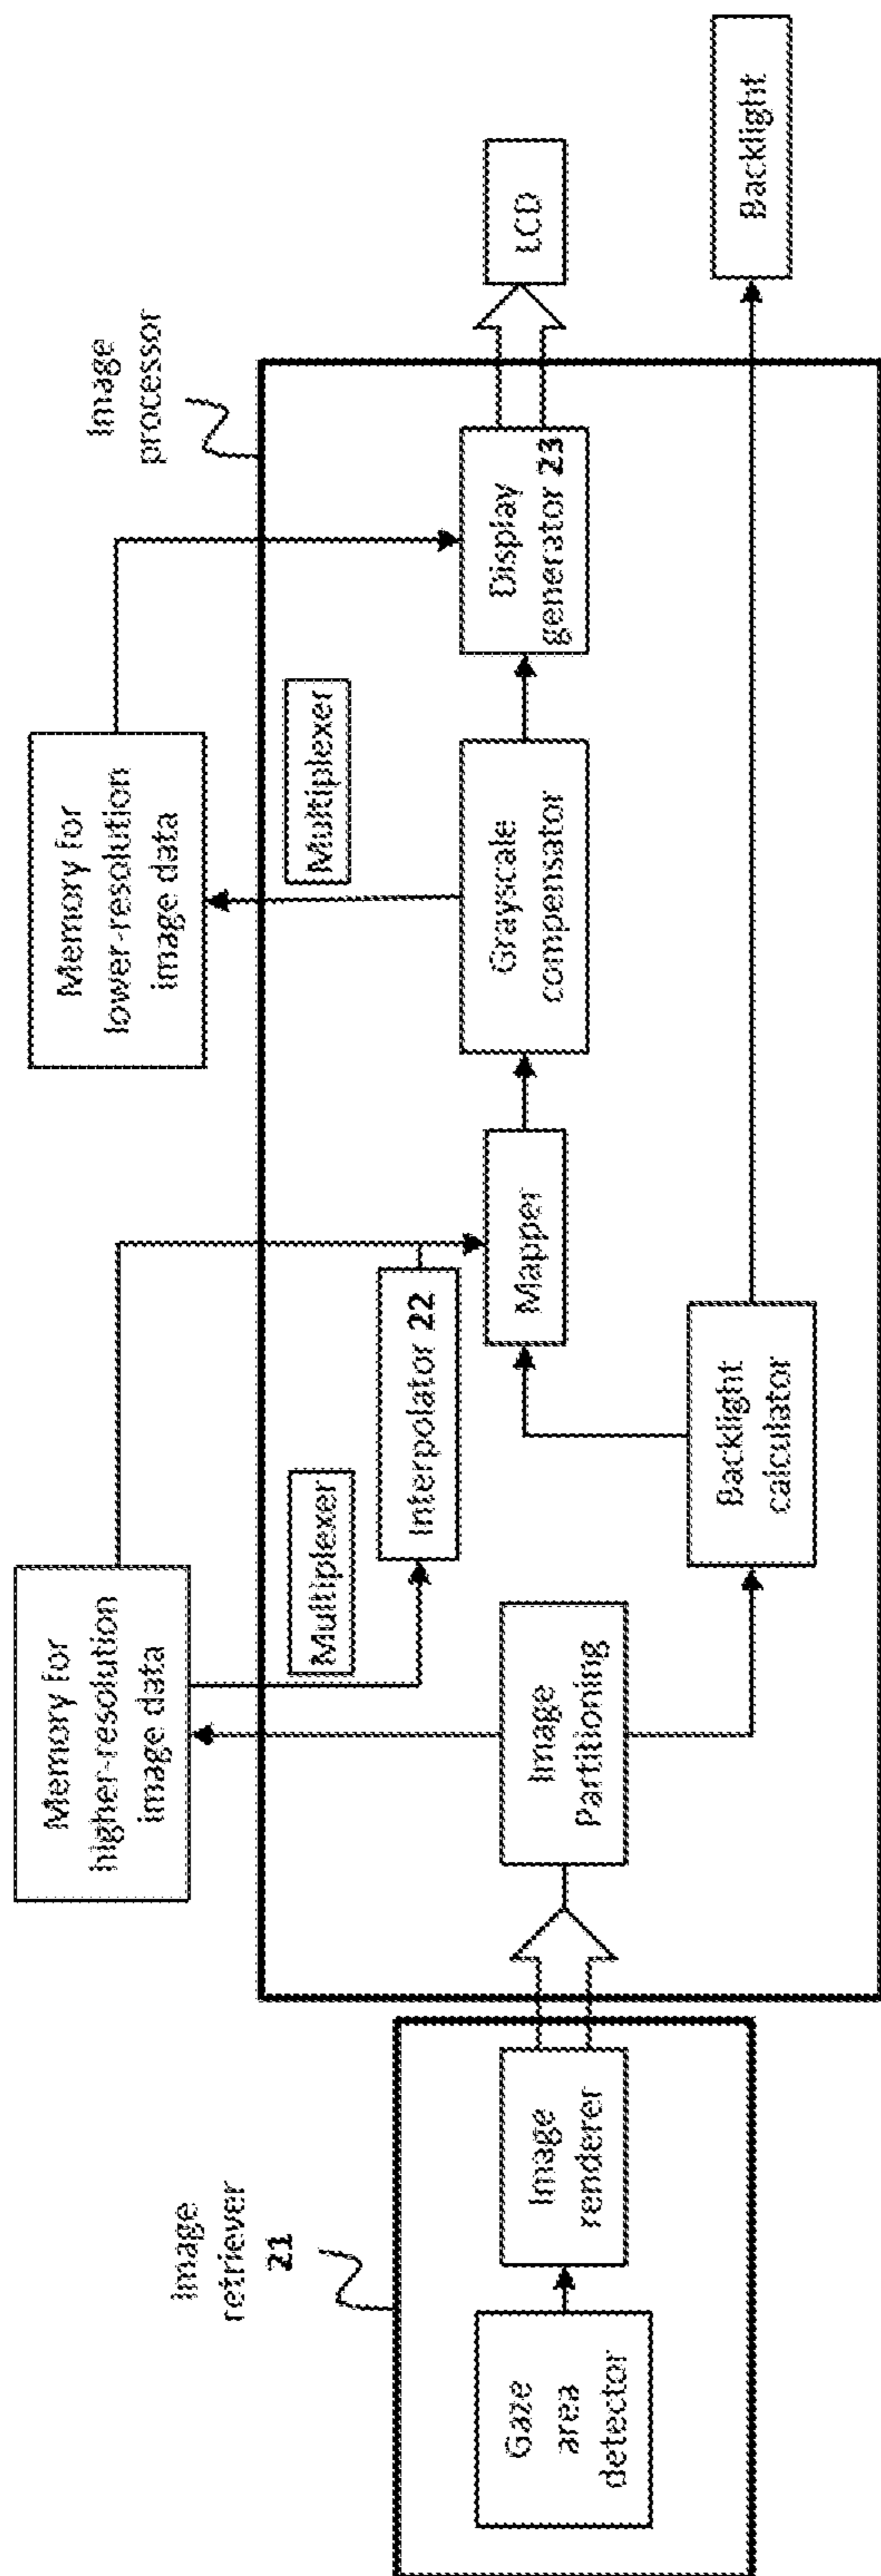 Image
retriever
21
Gaze
area
detector
Image
renderer
Image
processor
Memory for
higher-resolution
image data
Memory for
lower-resolution
image data
Multiplexer
Multiplexer
Interpolator 22
Image
Partitioning
Mapper
Grayscale
compensator
Display
generator 23
LCD
Backlight
calculator
Backlight